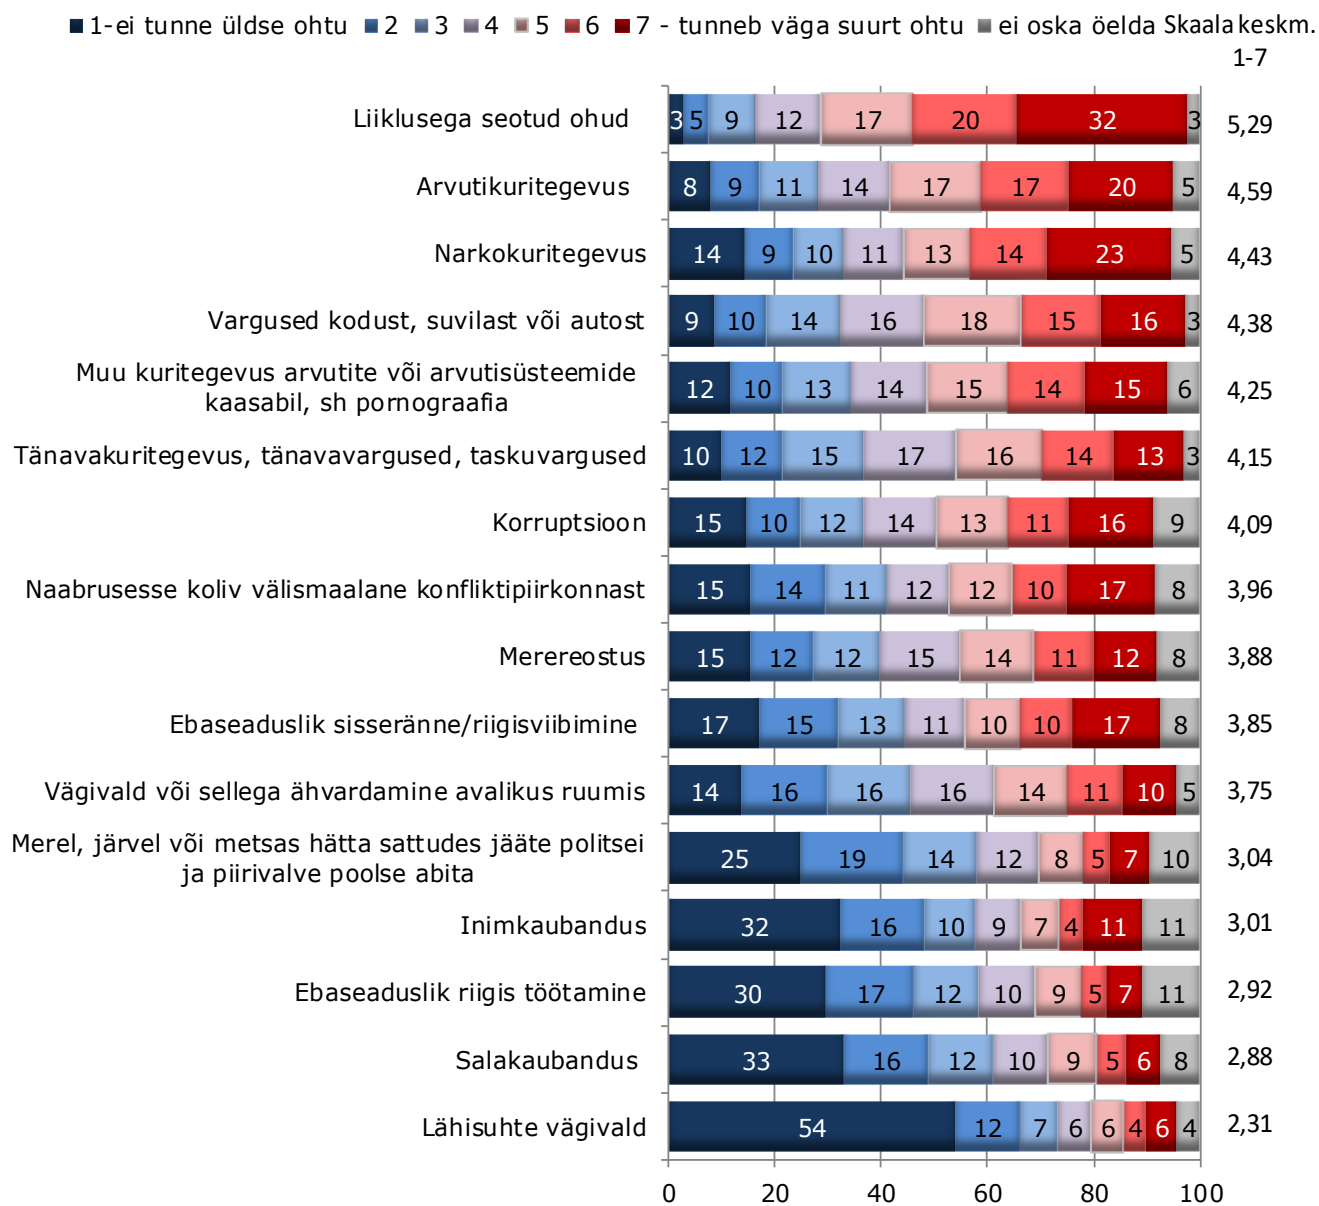 1-ei tunne üldse ohtu 2 3 4 5 6 7 - tunneb väga suurt ohtu ei oska öelda Skaala keskm.
1-7
Liiklusega seotud ohud 3 5 9 12 17 20 32 3 5,29
Arvutikuritegevus 8 9 11 14 17 17 20 5 4,59
Narkokuritegevus 14 9 10 11 13 14 23 5 4,43
Vargused kodust, suvilast või autost 9 10 14 16 18 15 16 3 4,38
Muu kuritegevus arvutite või arvutisüsteemide
kaasabil, sh pornograafia 12 10 13 14 15 14 15 6 4,25
Tänavakuritegevus, tänavavargused, taskuvargused 10 12 15 17 16 14 13 3 4,15
Korruptsioon 15 10 12 14 13 11 16 9 4,09
Naabrusesse koliv välismaalane konfliktipiirkonnast 15 14 11 12 12 10 17 8 3,96
Merereostus 15 12 12 15 14 11 12 8 3,88
Ebaseaduslik sisseränne/riigisviibimine 17 15 13 11 10 10 17 8 3,85
Vägivald või sellega ähvardamine avalikus ruumis 14 16 16 16 14 11 10 5 3,75
Merel, järvel või metsas hätta sattudes jääte politsei
ja piirivalve poolse abita 25 19 14 12 8 5 7 10 3,04
Inimkaubandus 32 16 10 9 7 4 11 11 3,01
Ebaseaduslik riigis töötamine 30 17 12 10 9 5 7 11 2,92
Salakaubandus 33 16 12 10 9 5 6 8 2,88
Lähisuhte vägivald 54 12 7 6 6 4 6 4 2,31
0 20 40 60 80 100